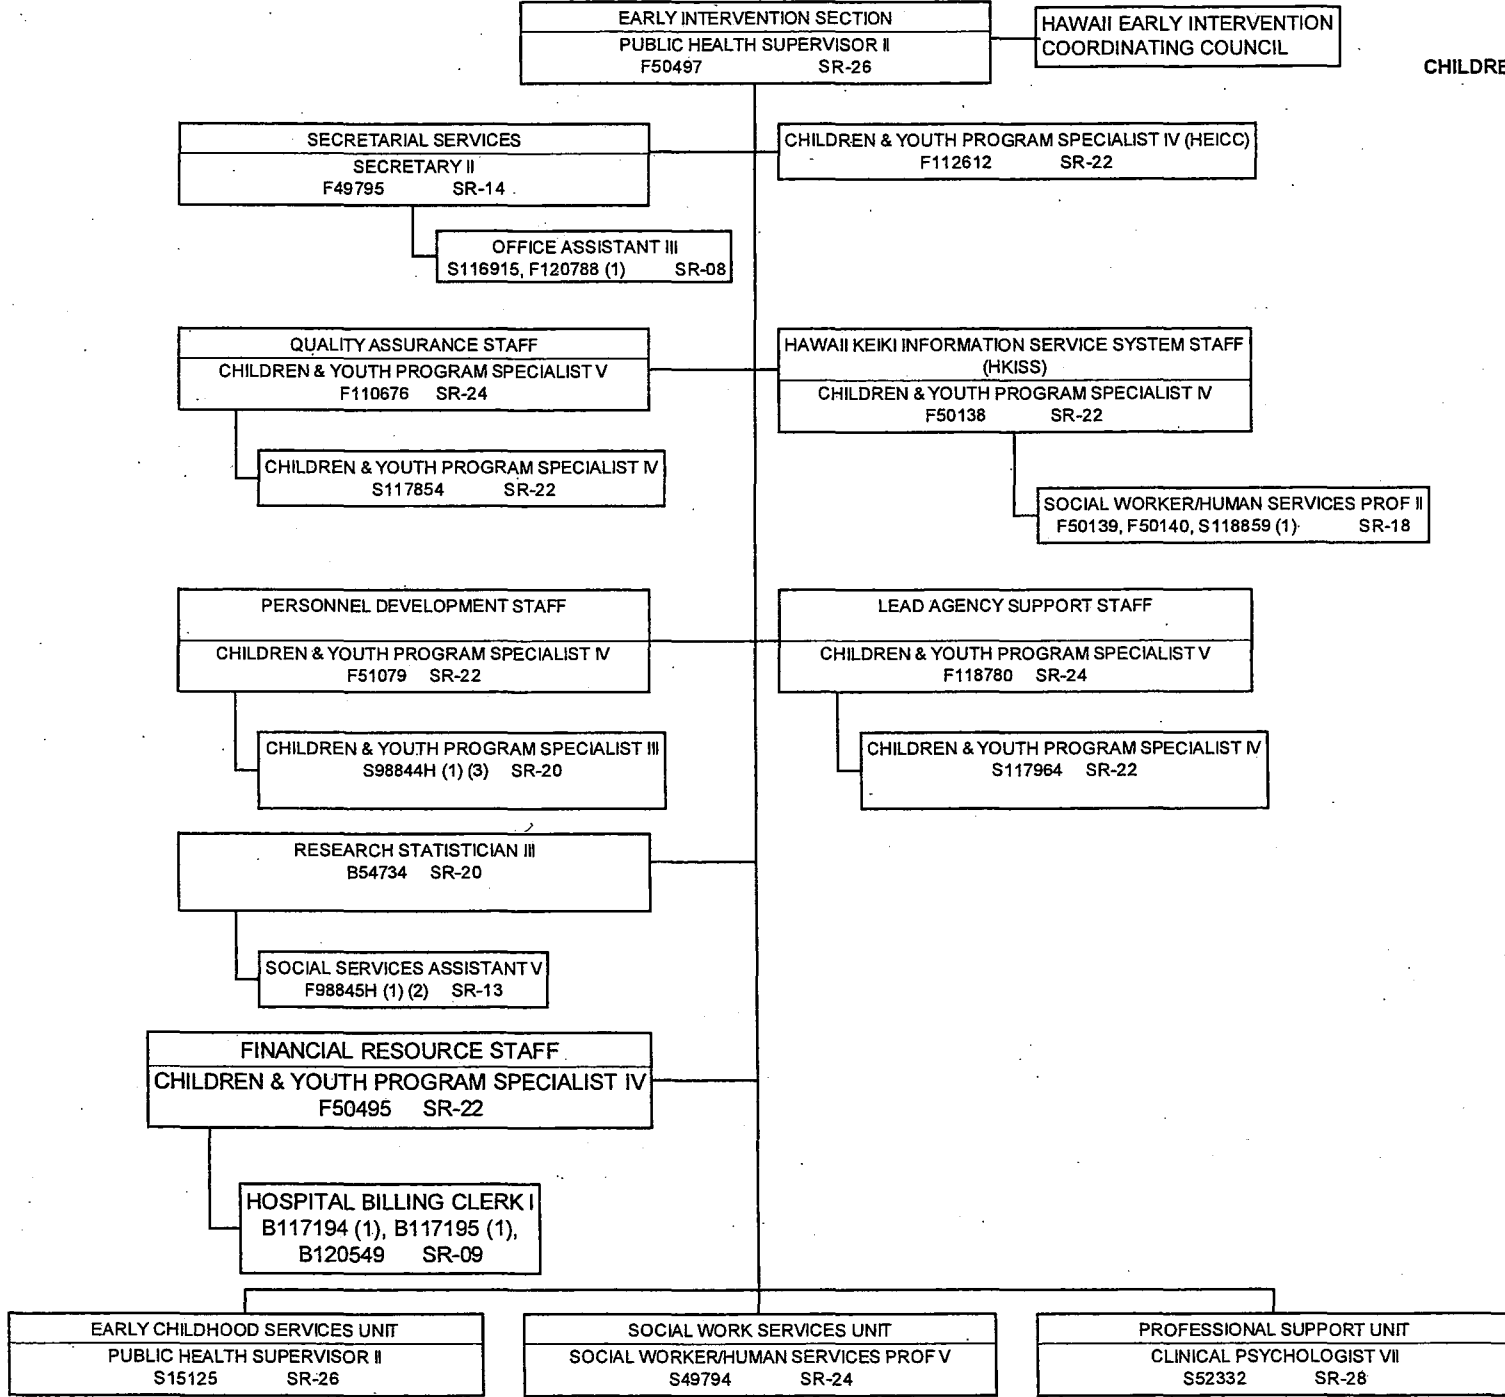 EARLY INTERVENTION SECTION
PUBLIC HEALTH SUPERVISOR II
F50497 SR-26
HAWAII EARLY INTERVENTION
COORDINATING COUNCIL
SECRETARIAL SERVICES
SECRETARY II
F49795 SR-14
CHILDREN & YOUTH PROGRAM SPECIALIST IV (HEICC)
F112612 SR-22
OFFICE ASSISTANT III
S116915, F120788 (1) SR-08
QUALITY ASSURANCE STAFF
CHILDREN & YOUTH PROGRAM SPECIALIST V
F110676 SR-24
HAWAII KEIKI INFORMATION SERVICE SYSTEM STAFF
(HKISS)
CHILDREN & YOUTH PROGRAM SPECIALIST IV
F50138 SR-22
CHILDREN & YOUTH PROGRAM SPECIALIST IV
S117854 SR-22
SOCIAL WORKER/HUMAN SERVICES PROF II
F50139, F50140, S118859 (1) SR-18
PERSONNEL DEVELOPMENT STAFF
CHILDREN & YOUTH PROGRAM SPECIALIST IV
F51079 SR-22
LEAD AGENCY SUPPORT STAFF
CHILDREN & YOUTH PROGRAM SPECIALIST V
F118780 SR-24
CHILDREN & YOUTH PROGRAM SPECIALIST III
S98844H (1) (3) SR-20
CHILDREN & YOUTH PROGRAM SPECIALIST IV
S117964 SR-22
RESEARCH STATISTICIAN III
B54734 SR-20
SOCIAL SERVICES ASSISTANT V
F98845H (1) (2) SR-13
FINANCIAL RESOURCE STAFF
CHILDREN & YOUTH PROGRAM SPECIALIST IV
F50495 SR-22
HOSPITAL BILLING CLERK I
B117194 (1), B117195 (1),
B120549 SR-09
EARLY CHILDHOOD SERVICES UNIT
PUBLIC HEALTH SUPERVISOR II
S15125 SR-26
SOCIAL WORK SERVICES UNIT
SOCIAL WORKER/HUMAN SERVICES PROF V
S49794 SR-24
PROFESSIONAL SUPPORT UNIT
CLINICAL PSYCHOLOGIST VII
S52332 SR-28